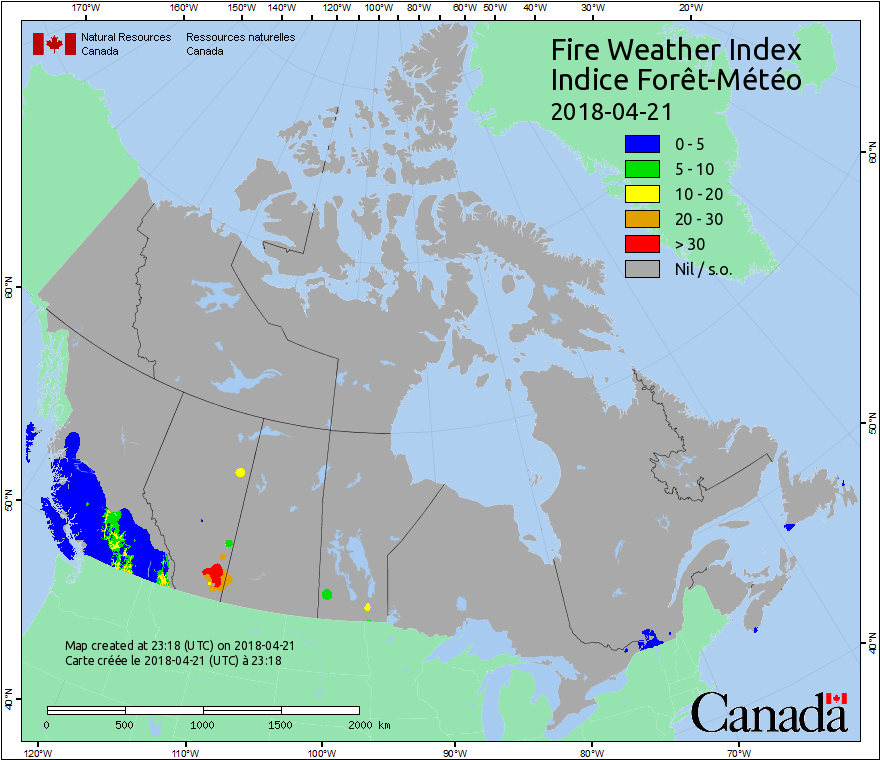 170°W 160°W 150°W 140°W 130°W 120°W 110°W 100°W 90°W 80°W 60°W 50°W 40°W 30°W 20°W
Natural Resources Ressources naturelles
Canada Canada
Fire Weather Index
Indice Forêt-Météo
2018-04-21
0 - 5
5 - 10
10 - 20
20 - 30
> 30
Nil / s.o.
60°N
60°N
50°N
50°N
40°N
40°N
Map created at 23:18 (UTC) on 2018-04-21
Carte créée le 2018-04-21 (UTC) à 23:18
0 500 1000 1500 2000 km
Canada
120°W 110°W 100°W 90°W 80°W 70°W